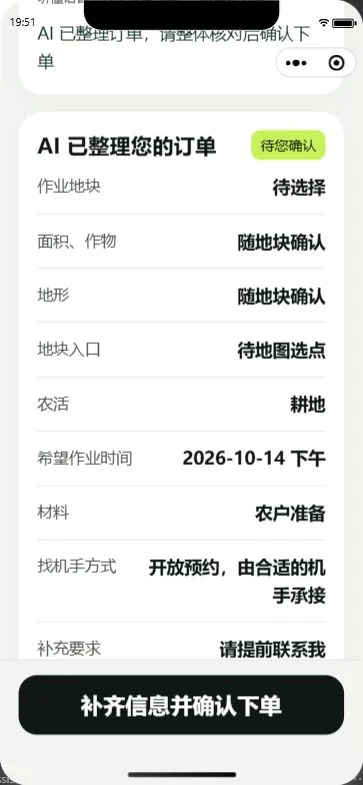 19:51
AI 已整理订单，请整体核对后确认下
单
AI 已整理您的订单
待您确认
作业地块 待选择
面积、作物 随地块确认
地形 随地块确认
地块入口 待地图选点
农活 耕地
希望作业时间 2026-10-14 下午
材料 农户准备
找机手方式 开放预约，由合适的机
手承接
补充要求 请提前联系我
补齐信息并确认下单